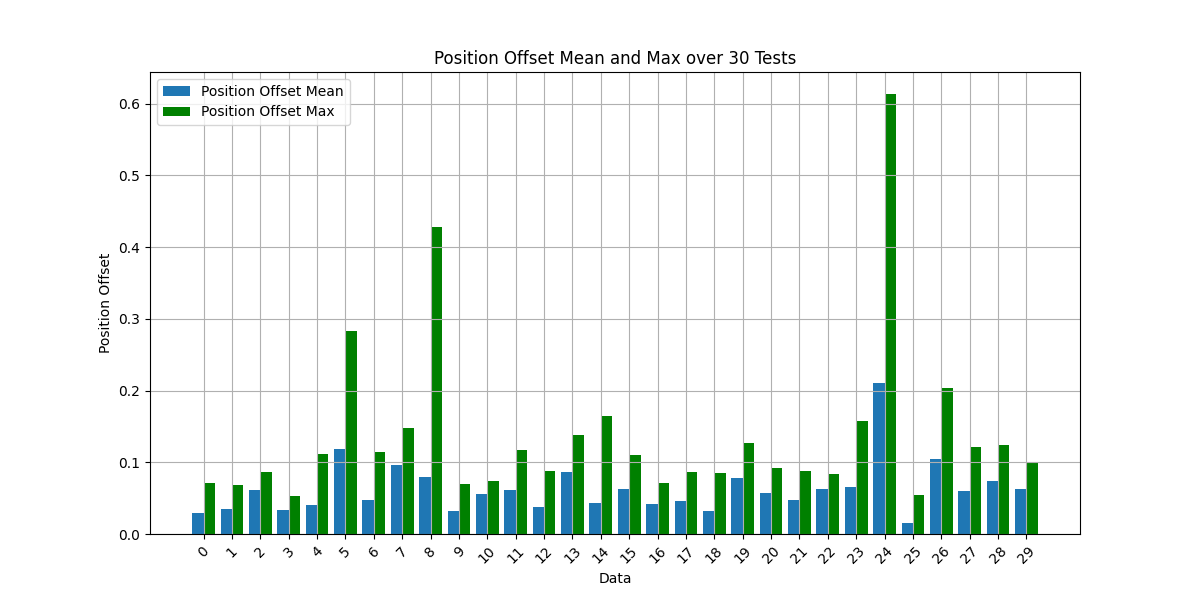 Position Offset Mean and Max over 30 Tests
Position Offset Mean
Position Offset Max
Position Offset
0.6
0.5
0.4
0.3
0.2
0.1
0.0
0 1 2 3 4 5 6 7 8 9 10 11 12 13 14 15 16 17 18 19 20 21 22 23 24 25 26 27 28 29
Data